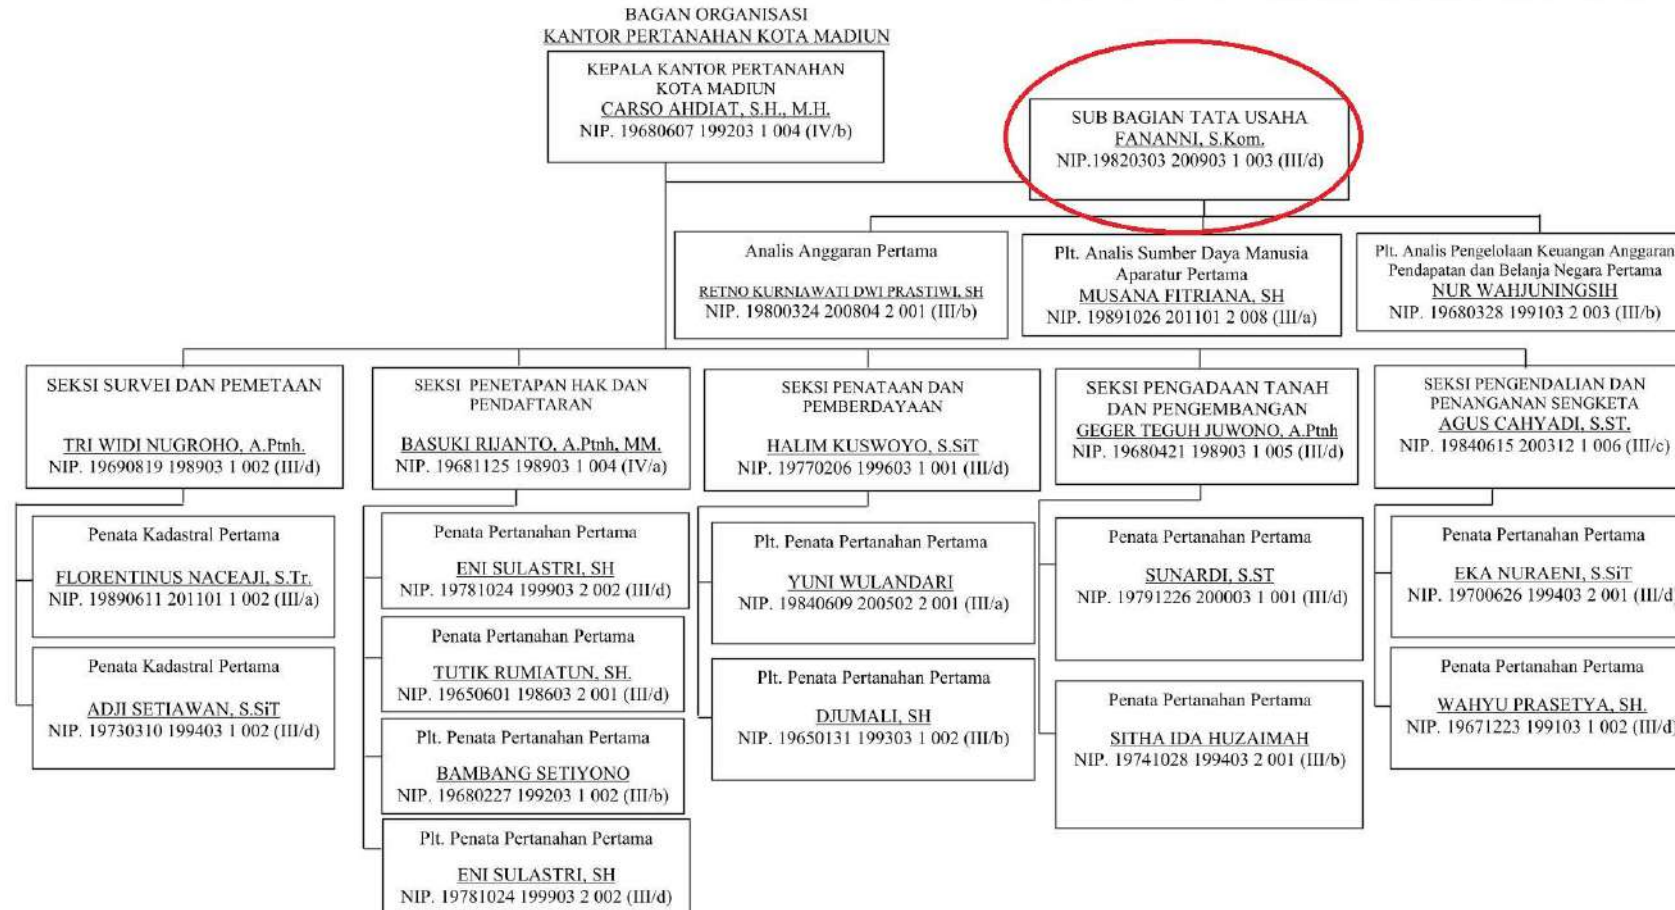 BAGAN ORGANISASI
KANTOR PERTANAHAN KOTA MADIUN
KEPALA KANTOR PERTANAHAN
KOTA MADIUN
CARSO AHDIAT, S.H., M.H.
NIP. 19680607 199203 1 004 (IV/b)
SUB BAGIAN TATA USAHA
FANANNI, S.Kom.
NIP.19820303 200903 1 003 (III/d)
Analis Anggaran Pertama
RETNO KURNIAWATI DWI PRASTIWI, SH
NIP. 19800324 200804 2 001 (III/b)
Plt. Analis Sumber Daya Manusia
Aparatur Pertama
MUSANA FITRIANA, SH
NIP. 19891026 201101 2 008 (III/a)
Plt. Analis Pengelolaan Keuangan Anggaran
Pendapatan dan Belanja Negara Pertama
NUR WAHJUNINGSIH
NIP. 19680328 199103 2 003 (III/b)
SEKSI SURVEI DAN PEMETAAN
TRI WIDI NUGROHO, A.Ptnh.
NIP. 19690819 198903 1 002 (III/d)
SEKSI PENETAPAN HAK DAN
PENDAFTARAN
BASUKI RIJANTO, A.Ptnh, MM.
NIP. 19681125 198903 1 004 (IV/a)
SEKSI PENATAAN DAN
PEMBERDAYAAN
HALIM KUSWOYO, S.SiT
NIP. 19770206 199603 1 001 (III/d)
SEKSI PENGADAAN TANAH
DAN PENGEMBANGAN
GEGER TEGUH JUWONO, A.Ptnh
NIP. 19680421 198903 1 005 (III/d)
SEKSI PENGENDALIAN DAN
PENANGANAN SENGKETA
AGUS CAHYADI, S.ST.
NIP. 19840615 200312 1 006 (III/c)
Penata Kadastral Pertama
FLORENTINUS NACEAJI, S.Tr.
NIP. 19890611 201101 1 002 (III/a)
Penata Kadastral Pertama
ADJI SETIAWAN, S.SiT
NIP. 19730310 199403 1 002 (III/d)
Penata Pertanahan Pertama
ENI SULASTRI, SH
NIP. 19781024 199903 2 002 (III/d)
Penata Pertanahan Pertama
TUTIK RUMIATUN, SH.
NIP. 19650601 198603 2 001 (III/d)
Plt. Penata Pertanahan Pertama
BAMBANG SETIYONO
NIP. 19680227 199203 1 002 (III/b)
Plt. Penata Pertanahan Pertama
ENI SULASTRI, SH
NIP. 19781024 199903 2 002 (III/d)
Plt. Penata Pertanahan Pertama
YUNI WULANDARI
NIP. 19840609 200502 2 001 (III/a)
Plt. Penata Pertanahan Pertama
DJUMALI, SH
NIP. 19650131 199303 1 002 (III/b)
Penata Pertanahan Pertama
SUNARDI, S.ST
NIP. 19791226 200003 1 001 (III/d)
Penata Pertanahan Pertama
SITHA IDA HUZAIMAH
NIP. 19741028 199403 2 001 (III/b)
Penata Pertanahan Pertama
EKA NURAENI, S.SiT
NIP. 19700626 199403 2 001 (III/d)
Penata Pertanahan Pertama
WAHYU PRASETYA, SH.
NIP. 19671223 199103 1 002 (III/d)